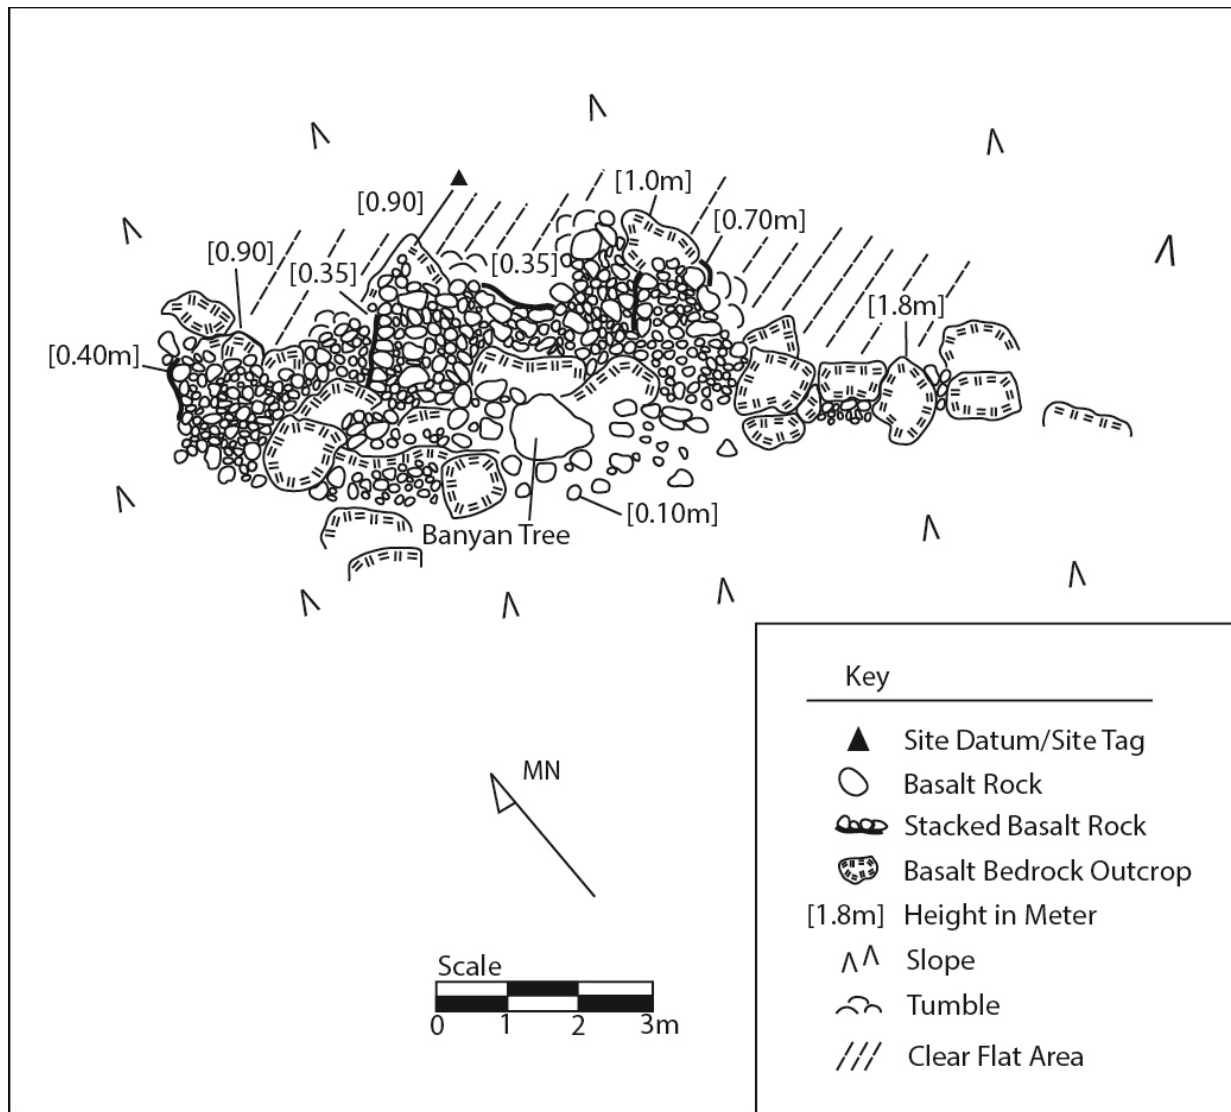 [1.0m]
[0.90]
[0.70m]
[0.90]
[0.35]
[0.35]
[1.8m]
[0.40m]
[0.10m]
Banyan Tree
Key
Site Datum/Site Tag
Basalt Rock
Stacked Basalt Rock
Basalt Bedrock Outcrop
[1.8m] Height in Meter
Slope
Tumble
Clear Flat Area
MN
Scale
0 1 2 3m